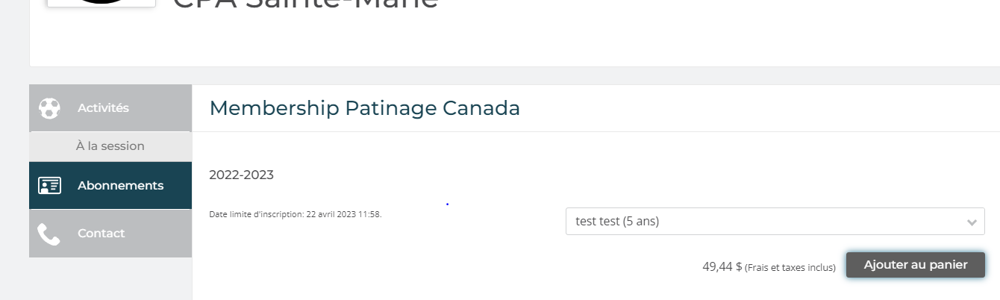 CPA Sainte-Marie
Activités
À la session
Abonnements
Contact
Membership Patinage Canada
2022-2023
Date limite d'inscription: 22 avril 2023 11:58.
test test (5 ans)
49,44 $ (Frais et taxes inclus)
Ajouter au panier